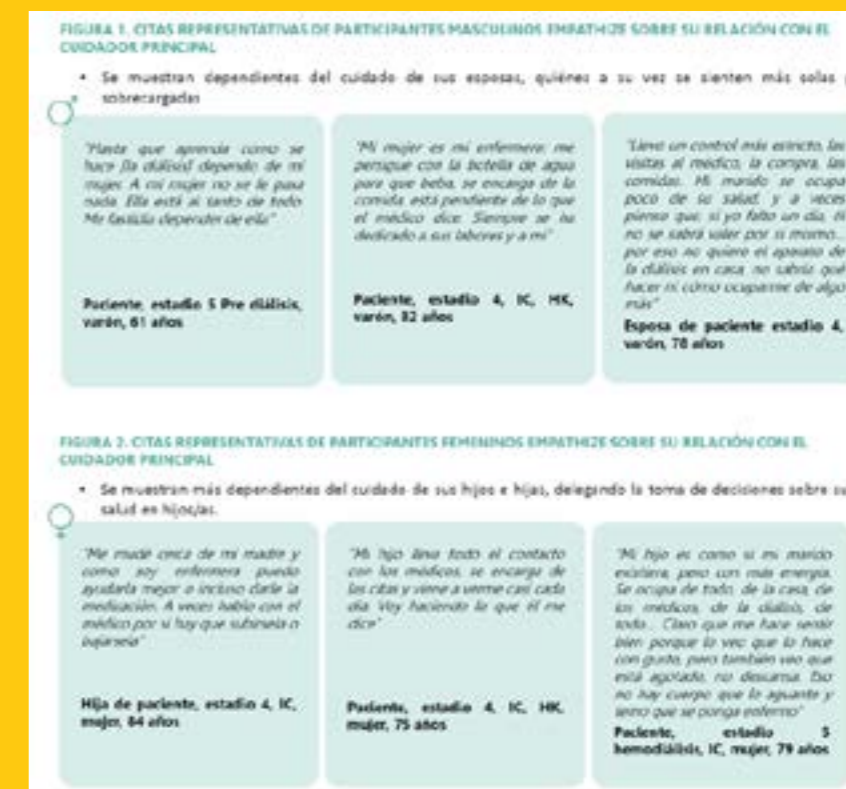 FIGURA 1. CITAS REPRESENTATIVAS DE PARTICIPANTES MASCULINOS EMPATHIZE SOBRE SU RELACIÓN CON EL
CUIDADOR PRINCIPAL
• Se muestran dependientes del cuidado de sus esposas, quiénes a su vez se sienten más solas y
sobrecargadas
"Hasta que aprenda como se
hace [la diálisis] dependo de mi
mujer. A mi mujer no se le pasa
nada. Ella está al tanto de todo.
Me fastidia depender de ella"
Paciente, estadio 5 Pre diálisis,
varón, 61 años
"Mi mujer es mi enfermera: me
persigue con la botella de agua
para que beba, se encarga de la
comida, está pendiente de lo que
el médico dice. Siempre se ha
dedicado a sus labores y a mi"
Paciente, estadio 4, IC, HK,
varón, 82 años
"Llevo un control más estricto, las
visitas al médico, la compra, las
comidas. Mi marido se ocupa
poco de su salud, y a veces
pienso que, si yo falto un día, él
no se sabrá valer por si mismo...
por eso no quiero el aparato de
la diálisis en casa, no sabría qué
hacer ni cómo ocuparme de algo
más"
Esposa de paciente estadio 4,
varón, 78 años
FIGURA 2. CITAS REPRESENTATIVAS DE PARTICIPANTES FEMENINOS EMPATHIZE SOBRE SU RELACIÓN CON EL
CUIDADOR PRINCIPAL
• Se muestran más dependientes del cuidado de sus hijos e hijas, delegando la toma de decisiones sobre su
salud en hijos/as.
"Me mudé cerca de mi madre y
como soy enfermera puedo
ayudarla mejor o incluso darle la
medicación. A veces hablo con el
médico por si hay que subirsela o
bajarsela"
Hija de paciente, estadio 4, IC,
mujer, 84 años
"Mi hijo lleva todo el contacto
con los médicos, se encarga de
las citas y viene a verme casi cada
día. Voy haciendo lo que él me
dice"
Paciente, estadio 4, IC, HK,
mujer, 75 años
"Mi hijo es como si mi marido
existiera, pero con más energía.
Se ocupa de todo, de la casa, de
los médicos, de la diálisis, de
todo... Claro que me hace sentir
bien porque lo veo que lo hace
con gusto, pero también veo que
está agotado, no descansa. Eso
no hay cuerpo que lo aguante y
temo que se ponga enfermo"
Paciente, estadio 5
hemodiálisis, IC, mujer, 79 años